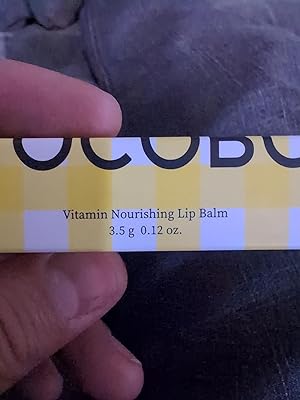 OCOBO
Vitamin Nourishing Lip Balm
3.5 g 0.12 oz.